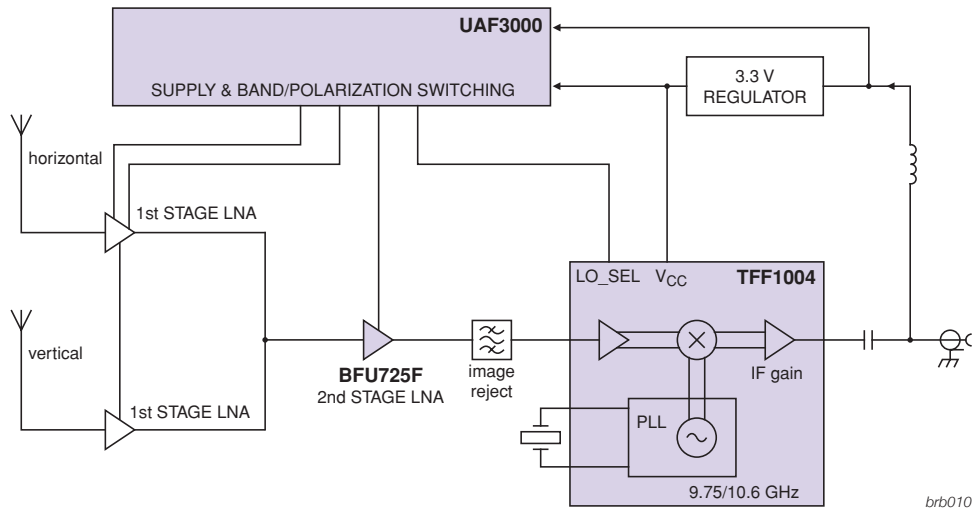 UAF3000
SUPPLY & BAND/POLARIZATION SWITCHING
3.3 V
REGULATOR
horizontal
1st STAGE LNA
LO_SEL
VCC
TFF1004
vertical
BFU725F
2nd STAGE LNA
image
reject
IF gain
1st STAGE LNA
PLL
9.75/10.6 GHz
brb010